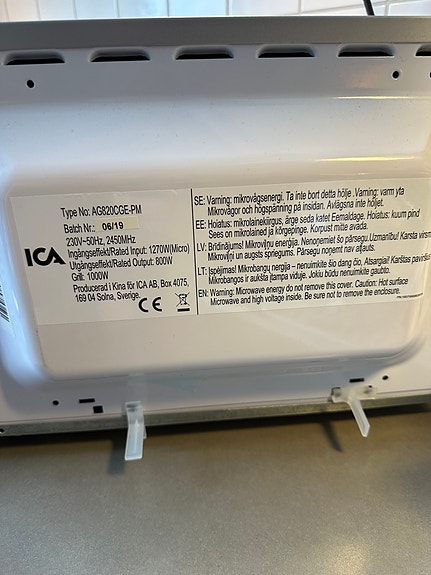 ICA
Type No: AG820CGE-PM
Batch Nr.: 06/19
230V~50Hz, 2450MHz
Ingångseffekt/Rated Input: 1270W(Micro)
Utgångseffekt/Rated Output: 800W
Grill: 1000W
Producerad i Kina för ICA AB, Box 4075,
169 04 Solna, Sverige.
CE
SE: Varning: mikrovågsenergi. Ta inte bort detta hölje .Varning: varm yta
Mikrovågor och högspänning på insidan. Avlägsna inte höljet.
EE: Hoiatus: mikrolainekiirgus, ärge seda katet Eemaldage. Hoiatus: kuum pind
Sees on mikrolained ja kõrgepinge. Korpust mitte avada.
LV: Brīdinājums! Mikroviļņu enerģija. Nenoņemiet šo pārsegu.Uzmanību! Karsta virsm
Mikroviļņi un augsts spriegums. Pārsegu noņemt nav atļauts.
LT: Įspėjimas! Mikrobangų nergija – nenuimkite šio dang čio, Atsargiai! Karštas paviršiu
Mikrobangos ir aukšta įtampa viduje. Jokiu būdu nenuimkite gaubto.
EN: Warning: Microwave energy do not remove this cover. Caution: Hot surface
Microwave and high voltage inside. Be sure not to remove the enclosure.